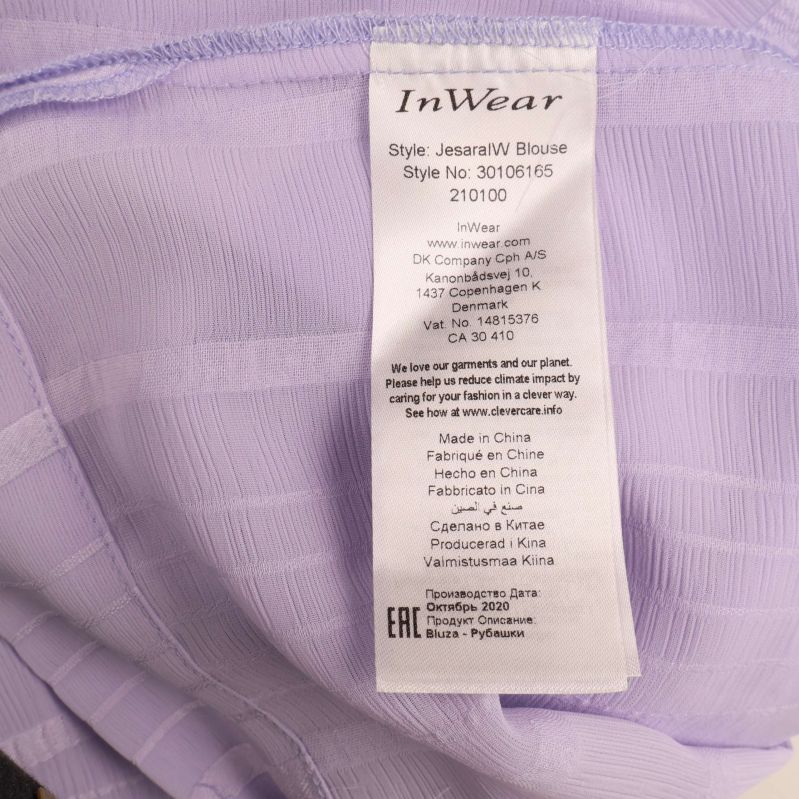 InWear
Style: JesaraIW Blouse
Style No: 30106165
210100
InWear
www.inwear.com
DK Company Cph A/S
Kanonbådsvej 10,
1437 Copenhagen K
Denmark
Vat. No. 14815376
CA 30 410
We love our garments and our planet.
Please help us reduce climate impact by
caring for your fashion in a clever way.
See how at www.clevercare.info
Made in China
Fabriqué en Chine
Hecho en China
Fabbricato in Cina
صنع في الصين
Сделано в Китае
Producerad i Kina
Valmistusmaa Kiina
Производство Дата:
Октябрь 2020
Продукт Описание:
Bluza - Рубашки
EAC